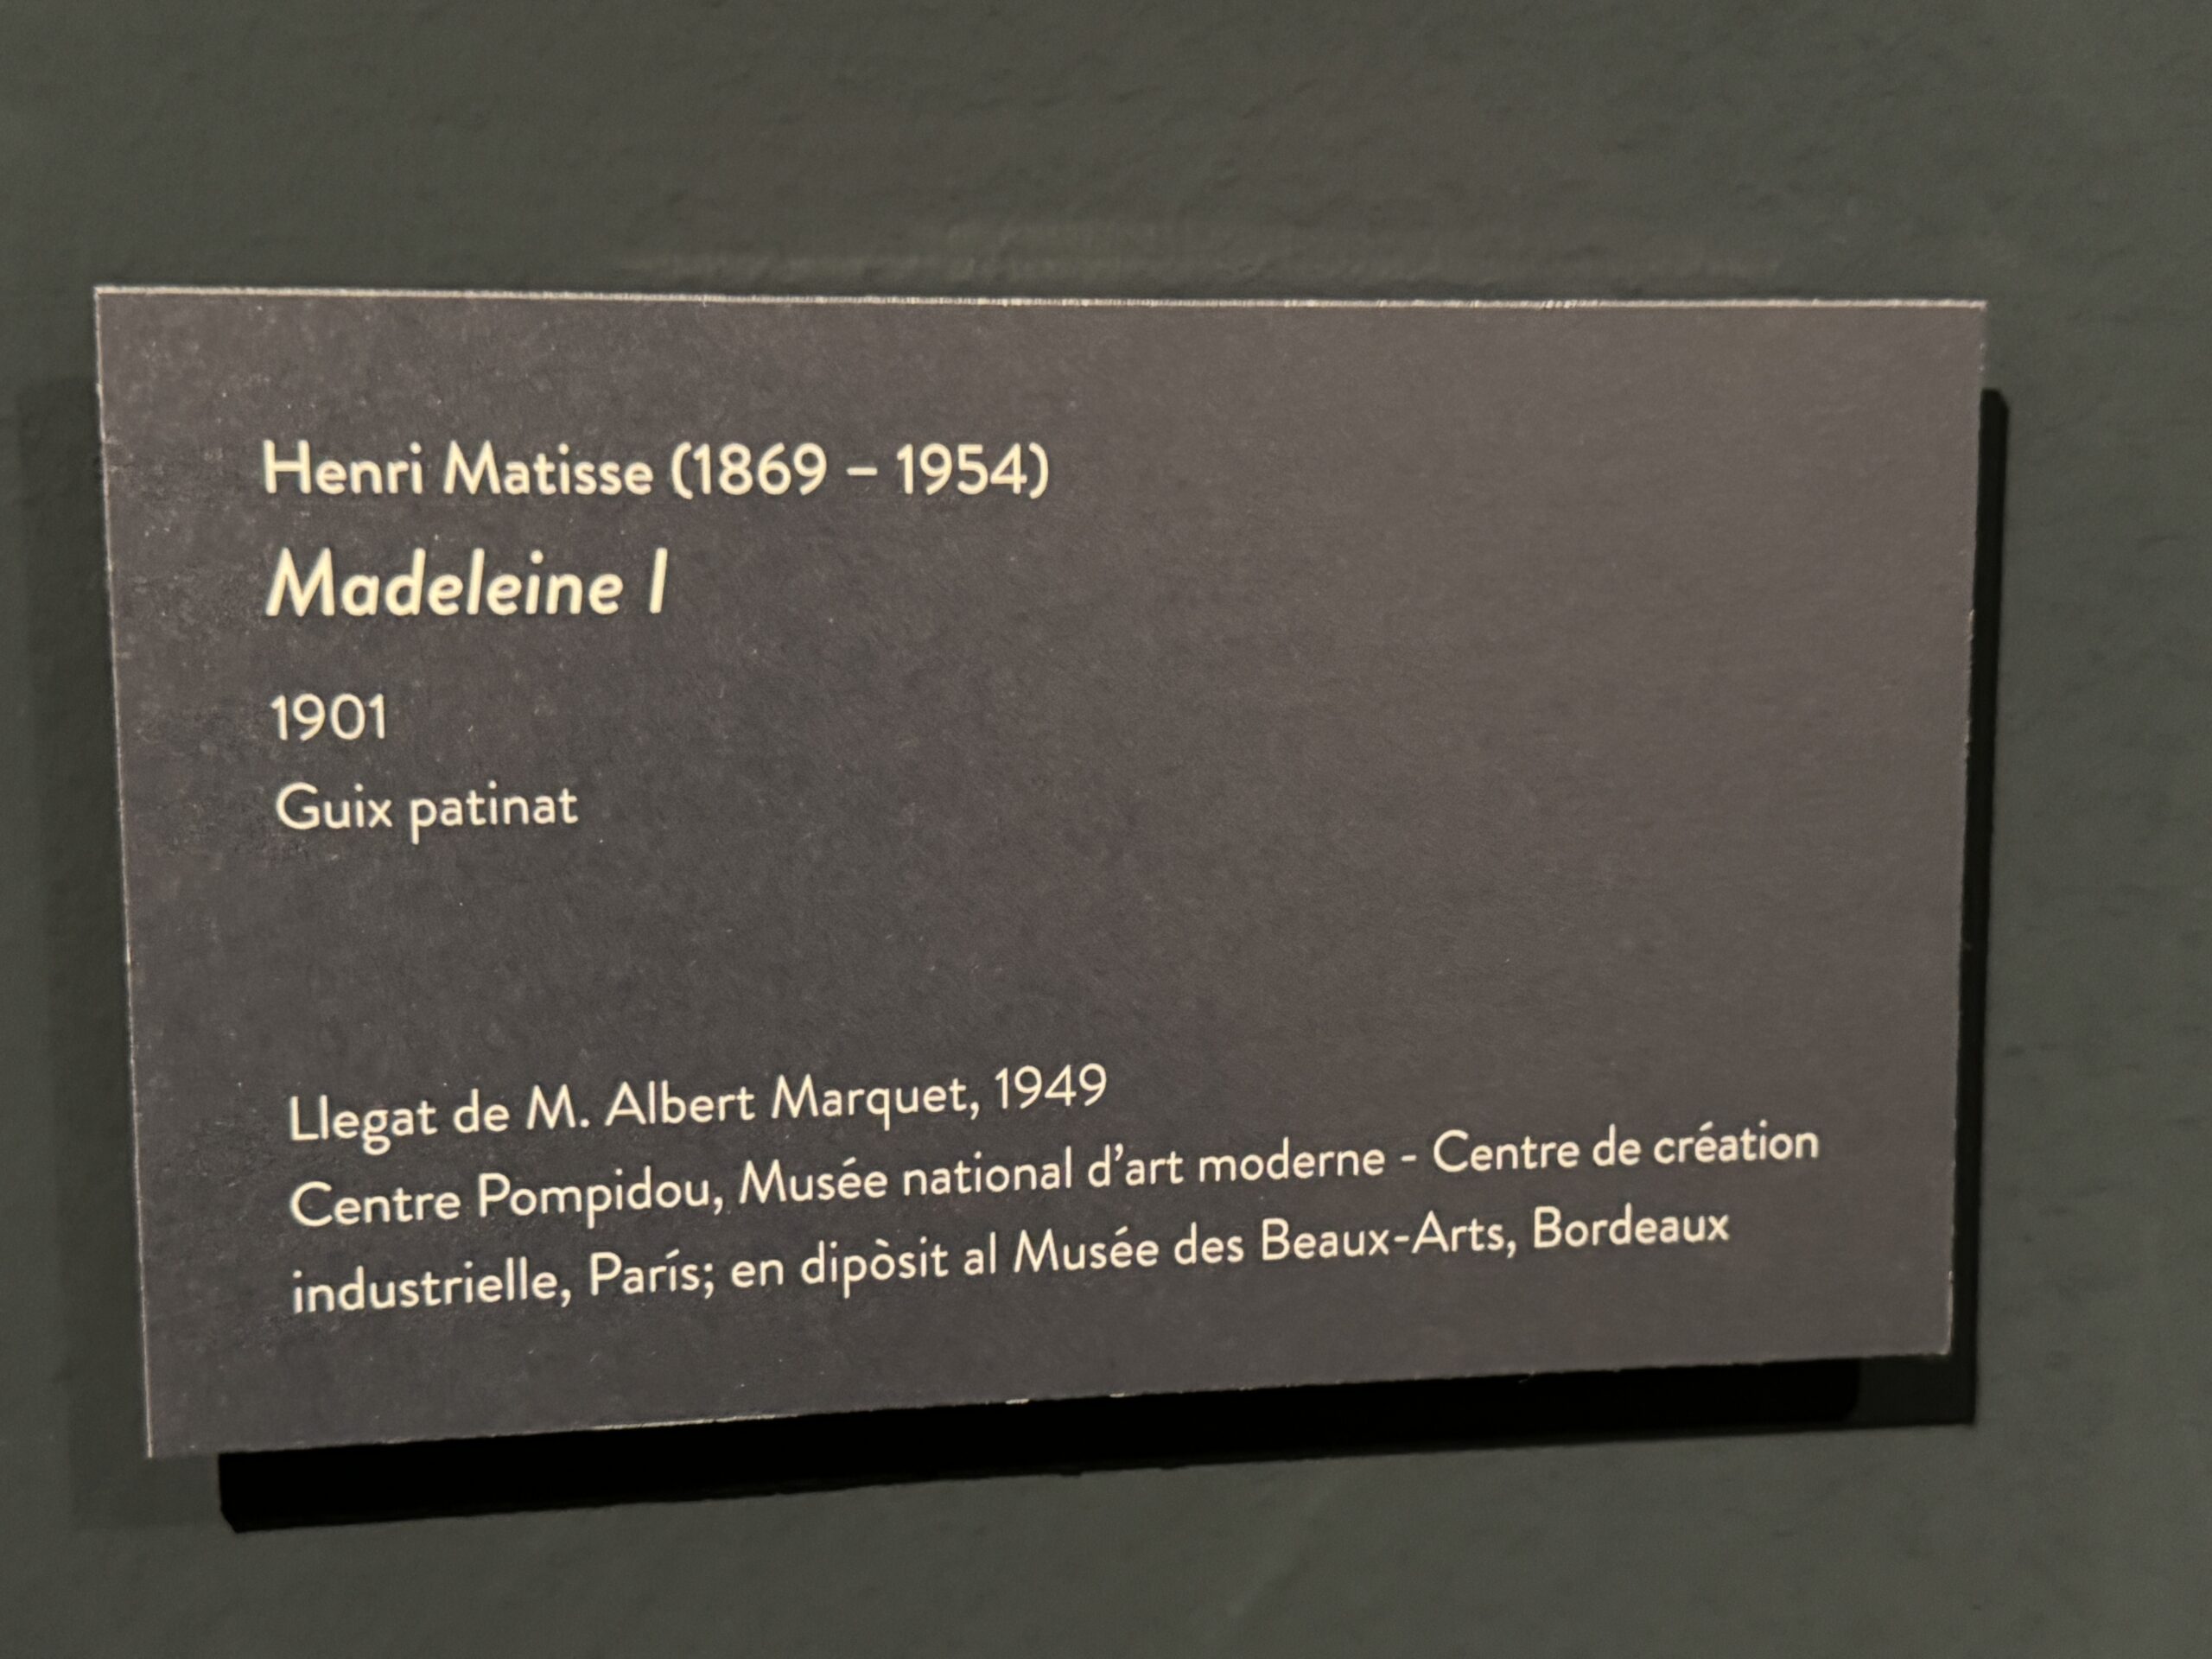 Henri Matisse (1869 – 1954)
Madeleine I
1901
Guix patinat
Llegat de M. Albert Marquet, 1949
Centre Pompidou, Musée national d’art moderne - Centre de création
industrielle, París; en dipòsit al Musée des Beaux-Arts, Bordeaux